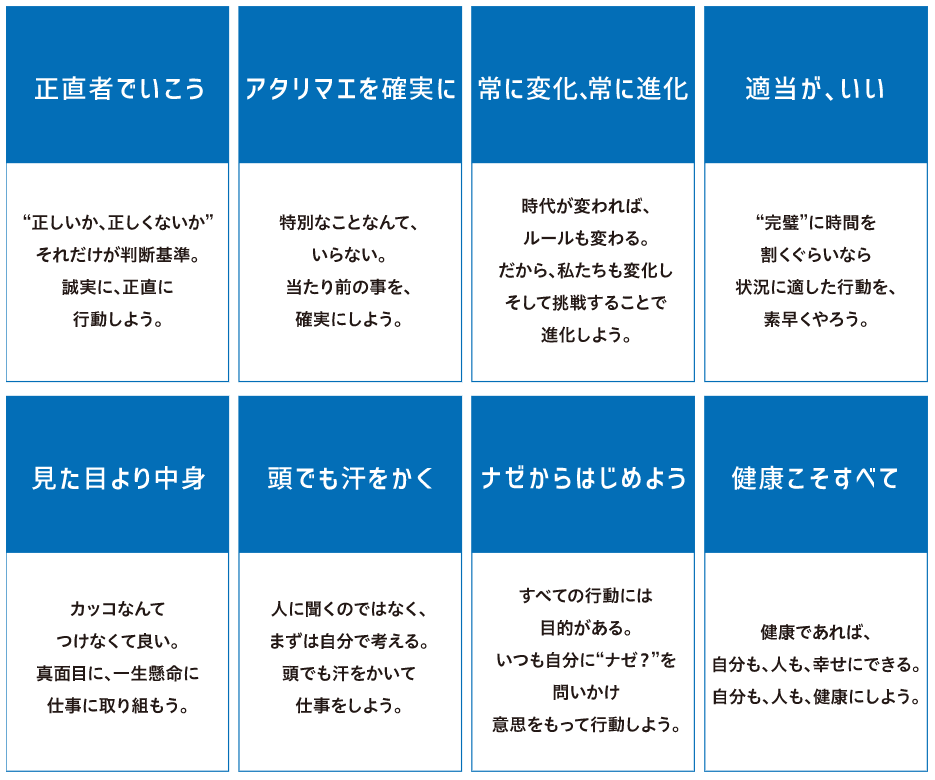 正直者でいこう
“正しいか、正しくないか”
それだけが判断基準。
誠実に、正直に
行動しよう。
アタリマエを確実に
特別なことなんて、
いらない。
当たり前の事を、
確実にしよう。
常に変化、常に進化
時代が変われば、
ルールも変わる。
だから、私たちも変化し
そして挑戦することで
進化しよう。
適当が、いい
“完璧”に時間を
割くぐらいなら
状況に適した行動を、
素早くやろう。
見た目より中身
カッコなんて
つけなくて良い。
真面目に、一生懸命に
仕事に取り組もう。
頭でも汗をかく
人に聞くのではなく、
まずは自分で考える。
頭でも汗をかいて
仕事をしよう。
ナゼからはじめよう
すべての行動には
目的がある。
いつも自分に“ナゼ？”を
問いかけ
意思をもって行動しよう。
健康こそすべて
健康であれば、
自分も、人も、幸せにできる。
自分も、人も、健康にしよう。